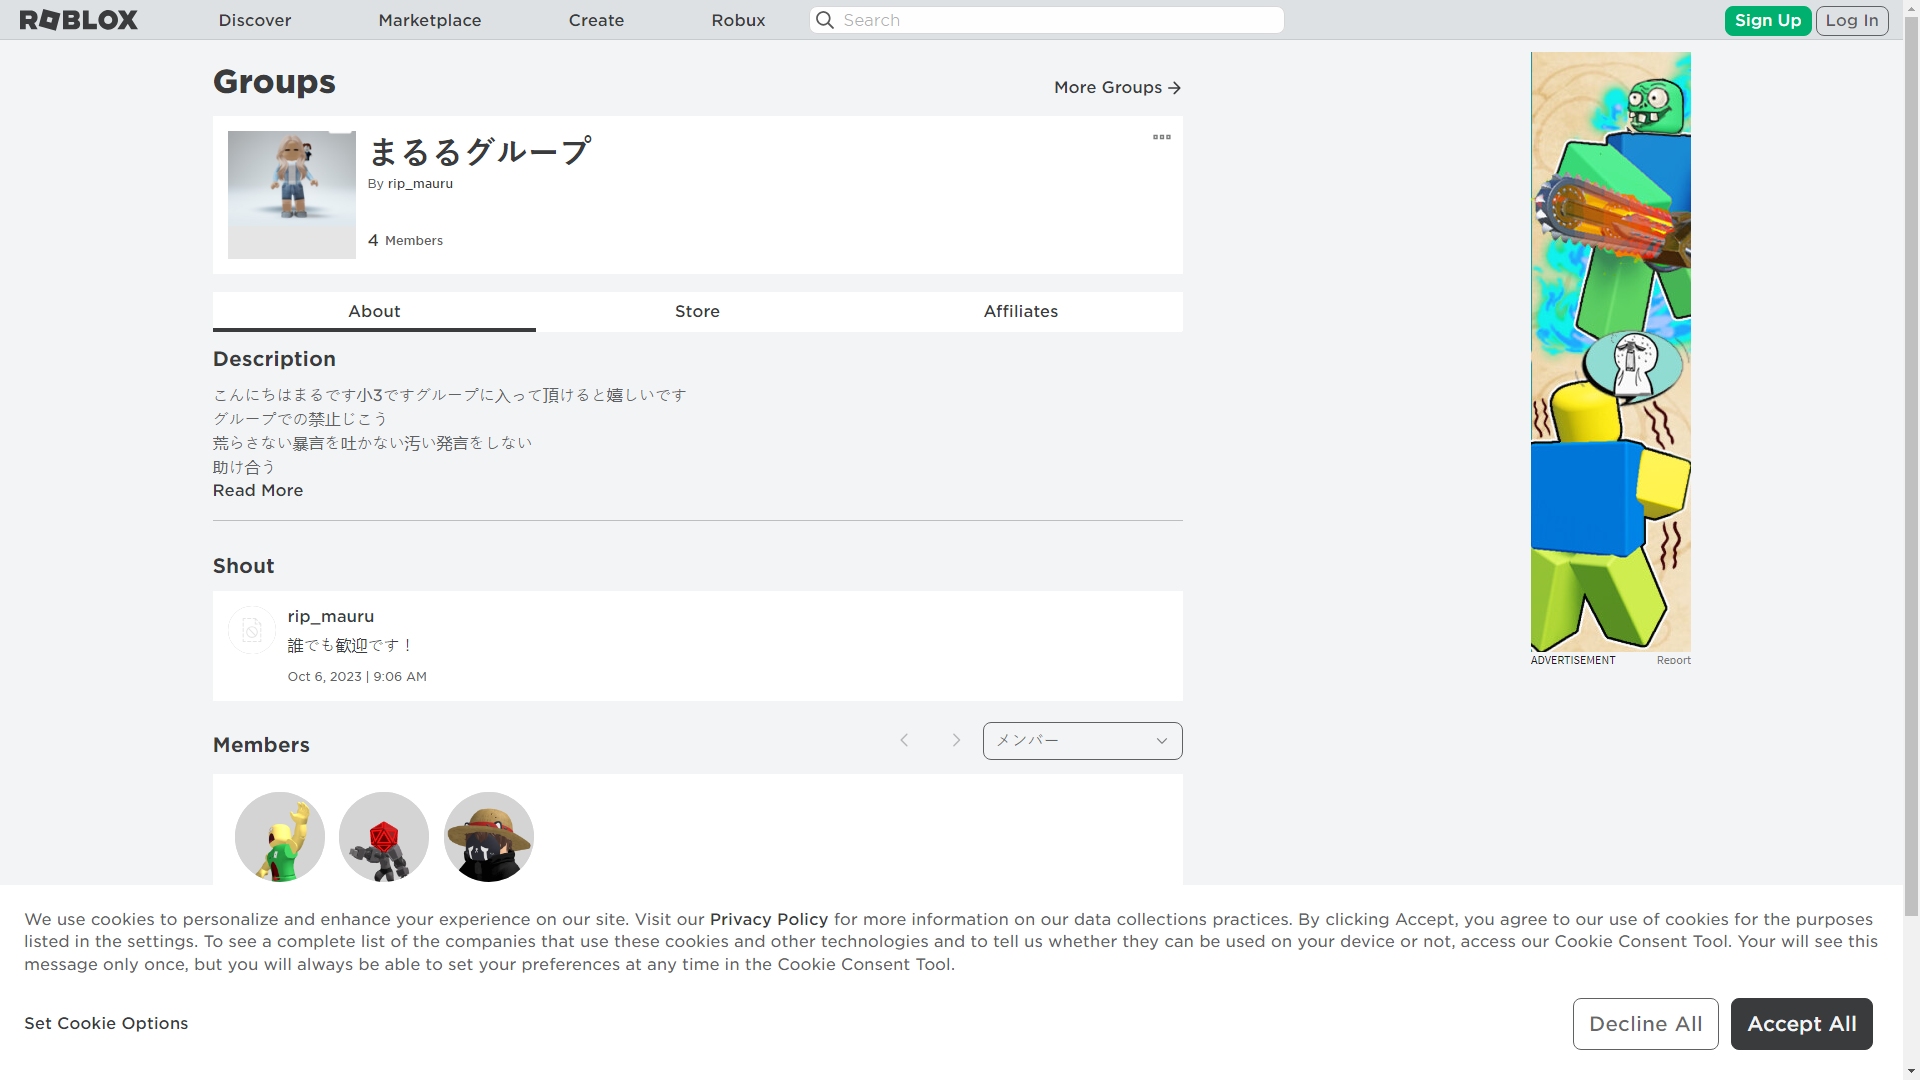 ROBLOX
Discover
Marketplace
Create
Robux
Search
Sign Up
Log In
Groups
More Groups
まるるグループ
By rip_mauru
4 Members
About
Store
Affiliates
Description
こんにちはまるです小3ですグループに入って頂けると嬉しいです
グループでの禁止じこう
荒らさない暴言を吐かない汚い発言をしない
助け合う
Read More
Shout
rip_mauru
誰でも歓迎です！
Oct 6, 2023 | 9:06 AM
ADVERTISEMENT
Report
Members
メンバー
We use cookies to personalize and enhance your experience on our site. Visit our Privacy Policy for more information on our data collections practices. By clicking Accept, you agree to our use of cookies for the purposes
listed in the settings. To see a complete list of the companies that use these cookies and other technologies and to tell us whether they can be used on your device or not, access our Cookie Consent Tool. Your will see this
message only once, but you will always be able to set your preferences at any time in the Cookie Consent Tool.
Set Cookie Options
Decline All
Accept All